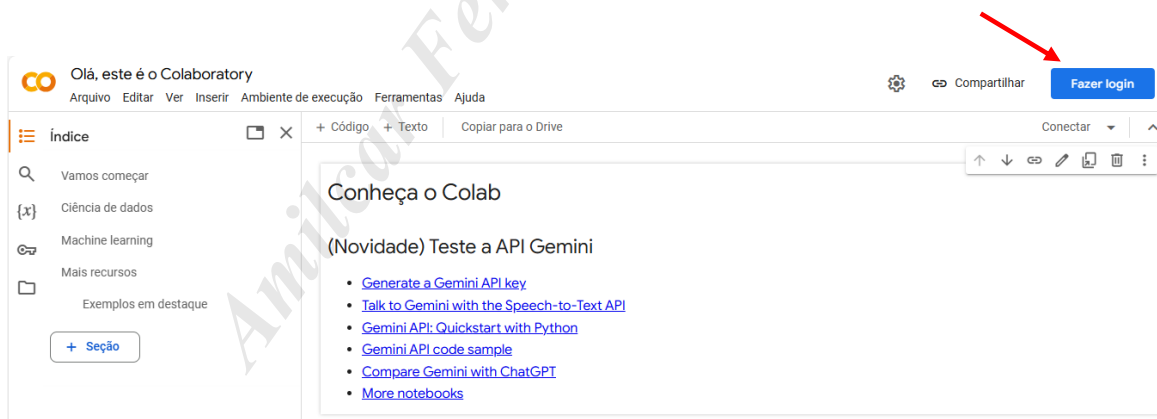 Olá, este é o Colaboratory
Arquivo Editar Ver Inserir Ambiente de execução Ferramentas Ajuda
Compartilhar
Fazer login
Índice
Vamos começar
Ciência de dados
{x}
Machine learning
Mais recursos
Exemplos em destaque
+ Seção
+ Código + Texto Copiar para o Drive
Conectar
Conheça o Colab
(Novidade) Teste a API Gemini
• Generate a Gemini API key
• Talk to Gemini with the Speech-to-Text API
• Gemini API: Quickstart with Python
• Gemini API code sample
• Compare Gemini with ChatGPT
• More notebooks
Amilcar